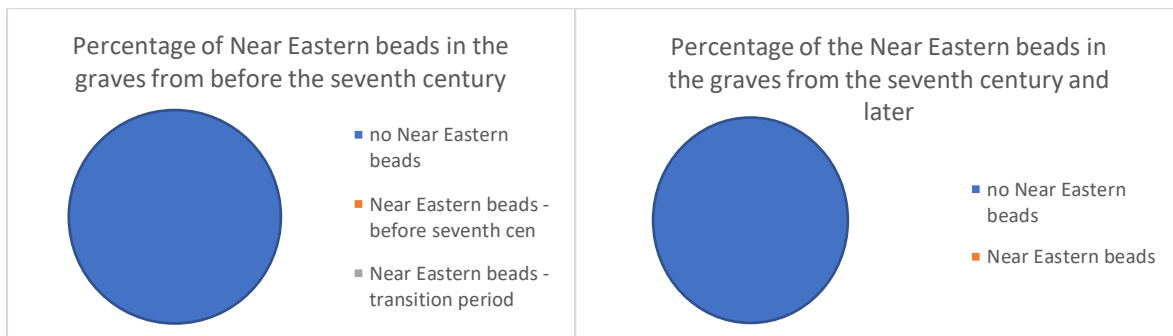 Percentage of Near Eastern beads in the
graves from before the seventh century
no Near Eastern
beads
Near Eastern beads -
before seventh cen
Near Eastern beads -
transition period
Percentage of the Near Eastern beads in
the graves from the seventh century and
later
no Near Eastern
beads
Near Eastern beads